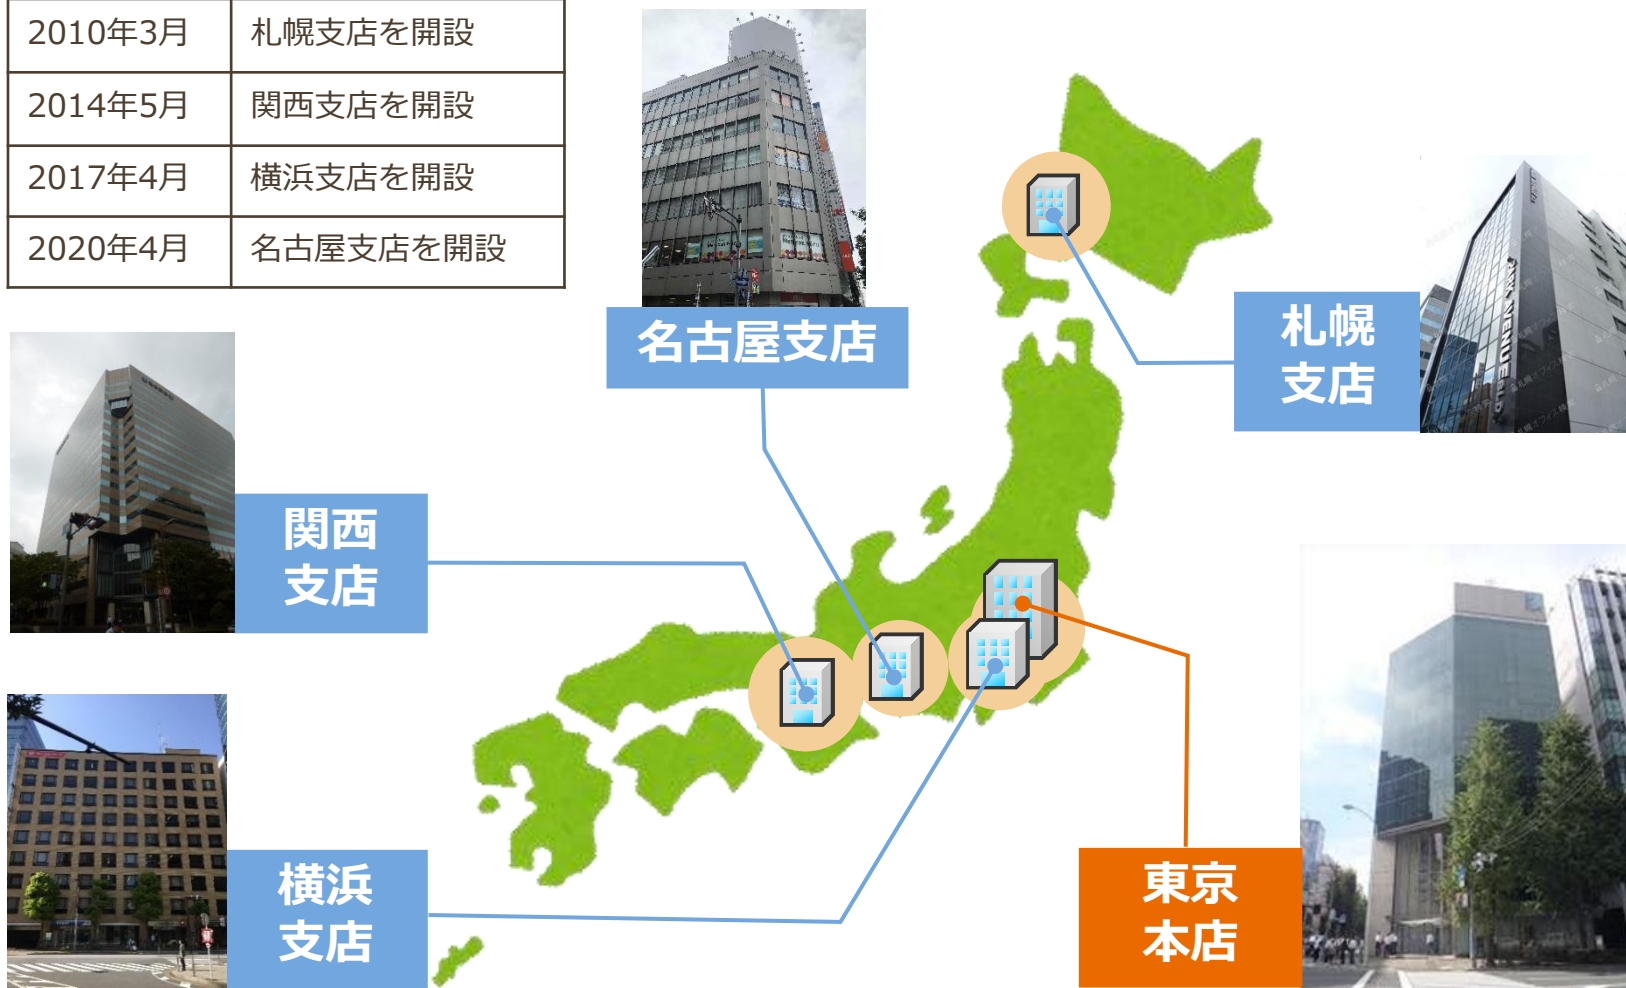 2010年3月 札幌支店を開設
2014年5月 関西支店を開設
2017年4月 横浜支店を開設
2020年4月 名古屋支店を開設
名古屋支店
札幌
支店
関西
支店
横浜
支店
東京
本店